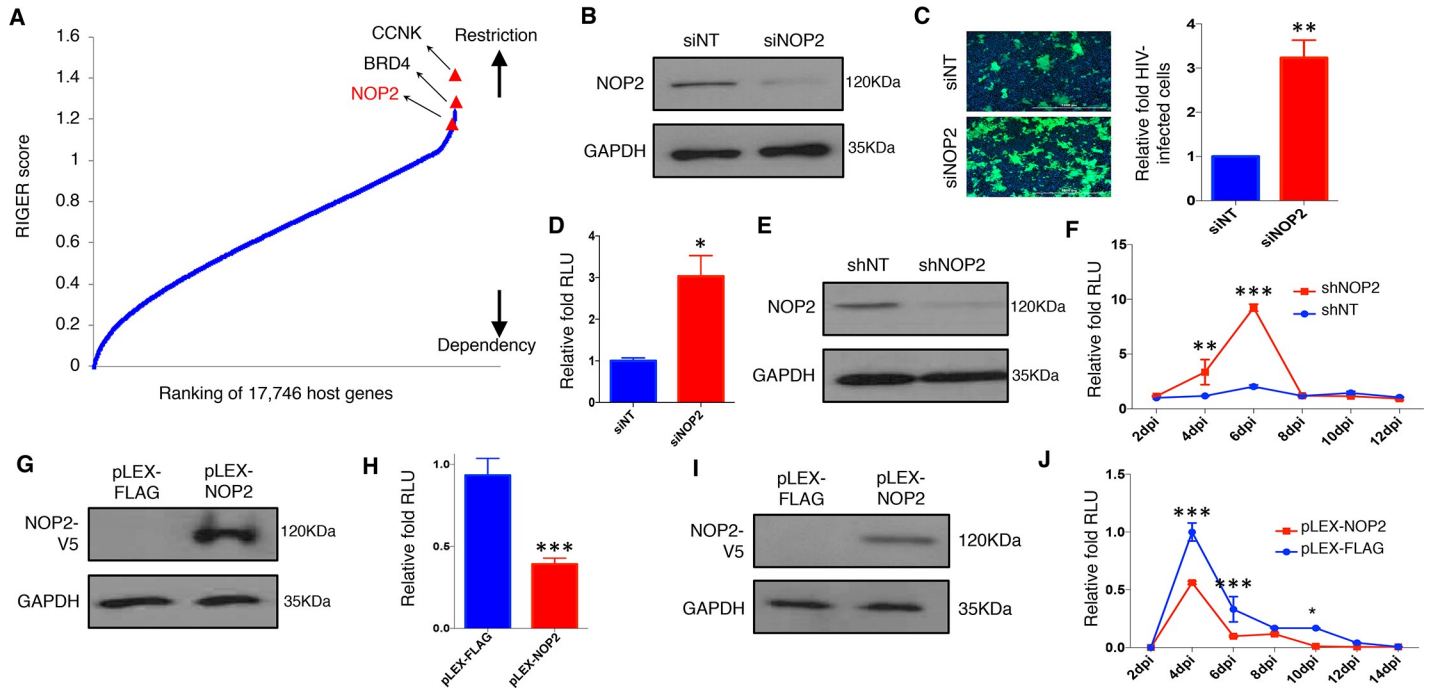 A
RIGER score
1.6
1.4
1.2
1
0.8
0.6
0.4
0.2
0
CCNK
BRD4
NOP2
Restriction
Dependency
Ranking of 17,746 host genes
B
siNT siNOP2
NOP2 120KDa
GAPDH 35KDa
C
siNT
siNOP2
Relative fold HIV-
infected cells
4
3
2
1
0
**
siNT siNOP2
D
Relative fold RLU
4
3
2
1
0
*
siNT siNOP2
E
shNT shNOP2
NOP2 120KDa
GAPDH 35KDa
F
Relative fold RLU
15
10
5
0
** ***
shNOP2
shNT
2dpi 4dpi 6dpi 8dpi 10dpi 12dpi
G
pLEX-
FLAG
pLEX-
NOP2
NOP2-
V5
120KDa
GAPDH 35KDa
H
Relative fold RLU
1.0
0.5
0.0
***
pLEX-FLAG pLEX-NOP2
I
pLEX-
FLAG
pLEX-
NOP2
NOP2-
V5
120KDa
GAPDH 35KDa
J
Relative fold RLU
1.5
1.0
0.5
0.0
*** *** *
pLEX-NOP2
pLEX-FLAG
2dpi 4dpi 6dpi 8dpi 10dpi 12dpi 14dpi